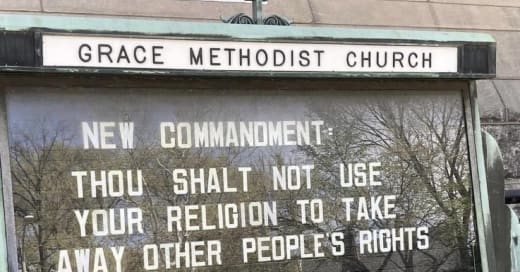 GRACE METHODIST CHURCH
NEW COMMANDMENT:
THOU SHALT NOT USE
YOUR RELIGION TO TAKE
AWAY OTHER PEOPLE'S RIGHTS